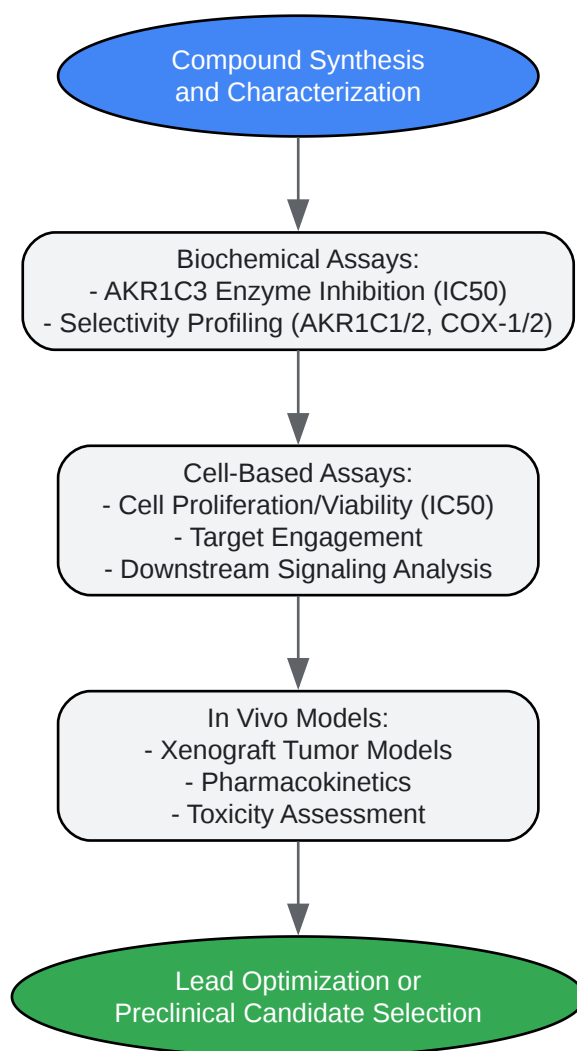 Compound Synthesis
and Characterization
Biochemical Assays:
- AKR1C3 Enzyme Inhibition (IC50)
- Selectivity Profiling (AKR1C1/2, COX-1/2)
Cell-Based Assays:
- Cell Proliferation/Viability (IC50)
- Target Engagement
- Downstream Signaling Analysis
In Vivo Models:
- Xenograft Tumor Models
- Pharmacokinetics
- Toxicity Assessment
Lead Optimization or
Preclinical Candidate Selection